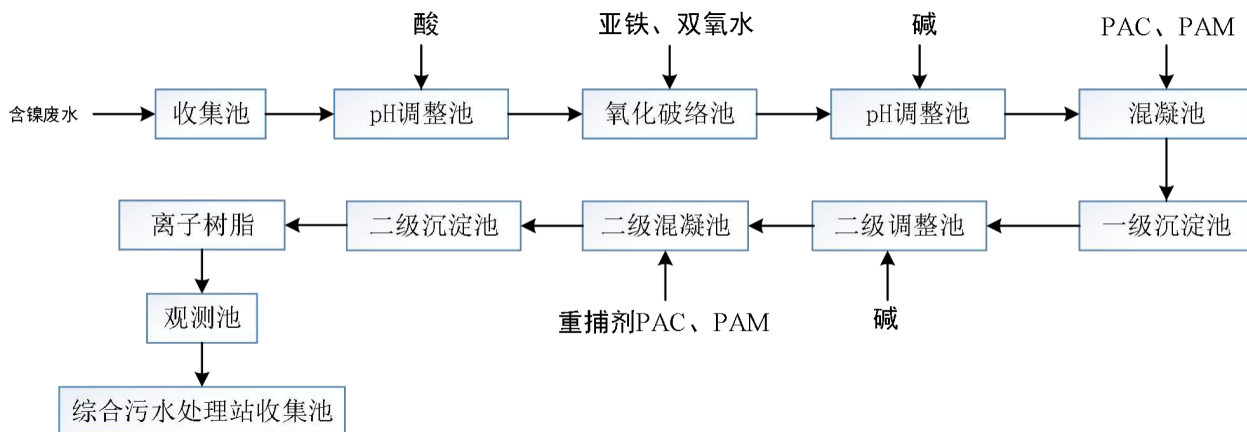 酸
亚铁、双氧水
碱
PAC、PAM
含镍废水
收集池
pH调整池
氧化破络池
pH调整池
混凝池
离子树脂
二级沉淀池
二级混凝池
二级调整池
一级沉淀池
重捕剂PAC、PAM
碱
观测池
综合污水处理站收集池